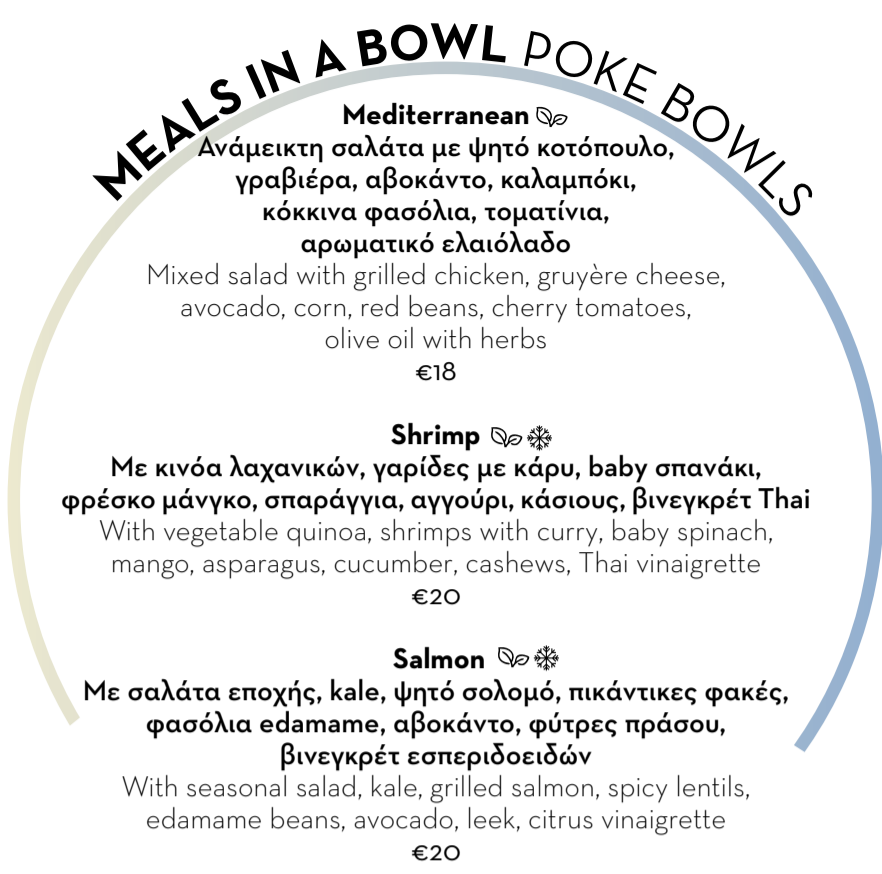 MEALS IN A BOWL POKE BOWLS
Mediterranean
Ανάμεικτη σαλάτα με ψητό κοτόπουλο,
γραβιέρα, αβοκάντο, καλαμπόκι,
κόκκινα φασόλια, τοματίνια,
αρωματικό ελαιόλαδο
Mixed salad with grilled chicken, gruyère cheese,
avocado, corn, red beans, cherry tomatoes,
olive oil with herbs
€18
Shrimp
Με κινόα λαχανικών, γαρίδες με κάρυ, baby σπανάκι,
φρέσκο μάνγκο, σπαράγγια, αγγούρι, κάσιους, βινεγκρέτ Thai
With vegetable quinoa, shrimps with curry, baby spinach,
mango, asparagus, cucumber, cashews, Thai vinaigrette
€20
Salmon
Με σαλάτα εποχής, kale, ψητό σολομό, πικάντικες φακές,
φασόλια edamame, αβοκάντο, φύτρες πράσου,
βινεγκρέτ εσπεριδοειδών
With seasonal salad, kale, grilled salmon, spicy lentils,
edamame beans, avocado, leek, citrus vinaigrette
€20